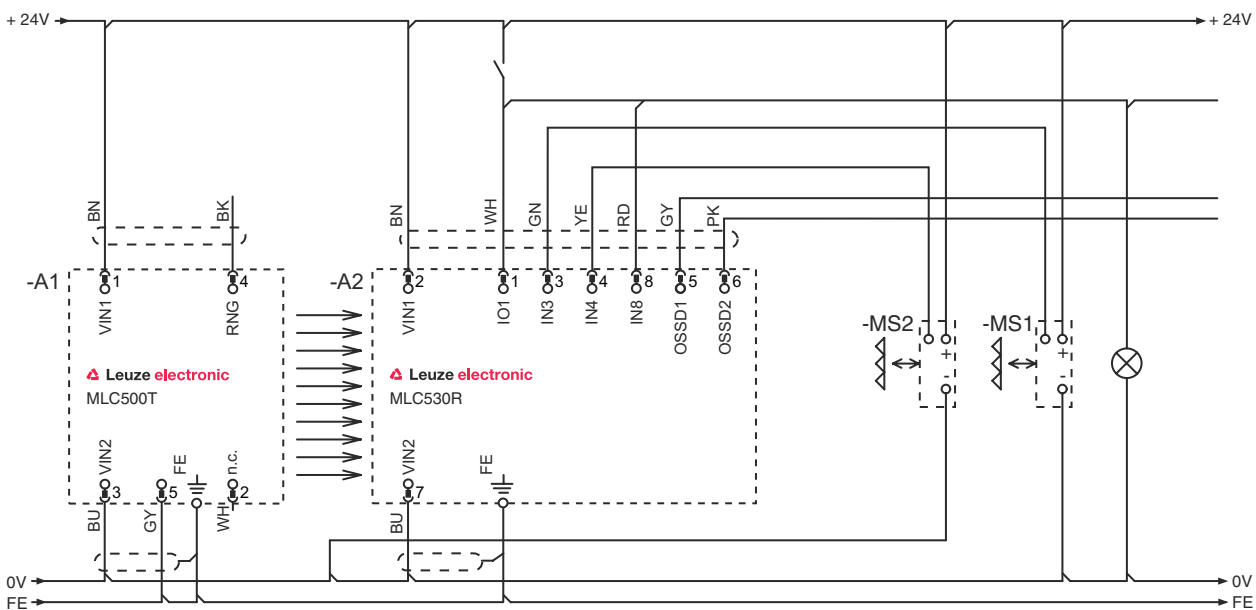 + 24V
+ 24V
BN
BK
BN
WH
GN
YE
RD
GY
PK
-A1
1
4
-A2
2
1
3
4
8
5
6
VIN1
RNG
VIN1
IO1
IN3
IN4
IN8
OSSD1
OSSD2
-MS2
-MS1
+
-
+
-
Leuze electronic
MLC500T
Leuze electronic
MLC530R
VIN2
FE
n.c.
VIN2
FE
3
5
2
7
BU
GY
WH
BU
0V
0V
FE
FE